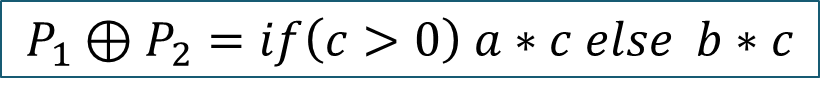 P₁ ⊕ P₂ = if(c > 0) a * c else b * c